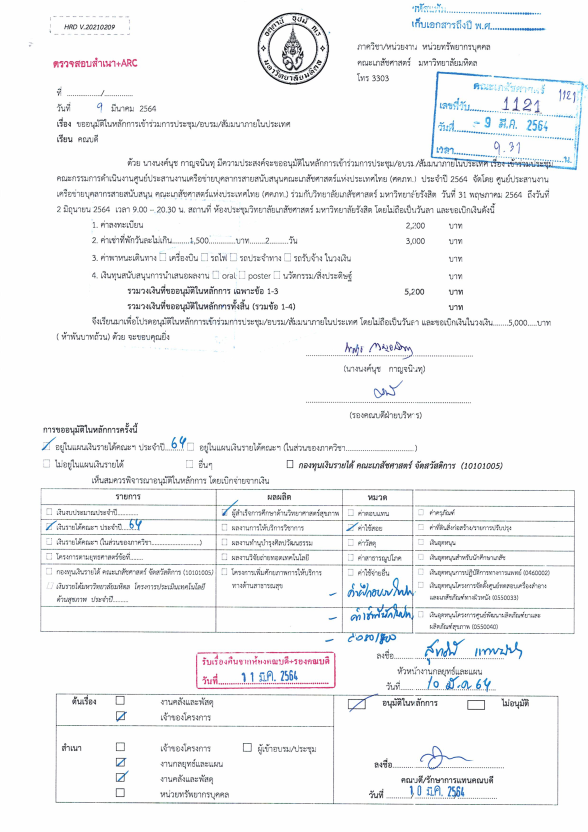 HRD V.20210209
เก็บเอกสารถึงปี พ.ศ.
ตรวจสอบสำเนา+ARC
ภาควิชา/หน่วยงาน หน่วยทรัพยากรบุคคล
คณะเภสัชศาสตร์ มหาวิทยาลัยมหิดล
โทร 3303
คณะเภสัชศาสตร์ 1121
เลขที่รับ 1121
วันที่ - 9 มี.ค. 2564
เวลา 9.31 น.
ที่ ................/..............
วันที่ 9 มีนาคม 2564
เรื่อง ขออนุมัติในหลักการเข้าร่วมการประชุม/อบรม/สัมมนาภายในประเทศ
เรียน คณบดี
ด้วย นางนงค์นุช กาญจนินทุ มีความประสงค์จะขออนุมัติในหลักการเข้าร่วมการประชุม/อบรม/สัมมนาภายในประเทศ เรื่อง เข้าร่วมประชุม
คณะกรรมการดำเนินงานศูนย์ประสานงานเครือข่ายบุคลากรสายสนับสนุนคณะเภสัชศาสตร์แห่งประเทศไทย (ศคภท.) ประจำปี 2564 จัดโดย ศูนย์ประสานงาน
เครือข่ายบุคลากรสายสนับสนุน คณะเภสัชศาสตร์แห่งประเทศไทย (ศคภท.) ร่วมกับวิทยาลัยเภสัชศาสตร์ มหาวิทยาลัยรังสิต วันที่ 31 พฤษภาคม 2564 ถึงวันที่
2 มิถุนายน 2564 เวลา 9.00 – 20.30 น. สถานที่ ห้องประชุมวิทยาลัยเภสัชศาสตร์ มหาวิทยาลัยรังสิต โดยไม่ถือเป็นวันลา และขอเบิกเงินดังนี้
1. ค่าลงทะเบียน 2,200 บาท
2. ค่าเช่าที่พักวันละไม่เกิน........1,500.........บาท.......2.......วัน 3,000 บาท
3. ค่าพาหนะเดินทาง เครื่องบิน รถไฟ รถประจำทาง รถรับจ้าง ในวงเงิน บาท
4. เงินทุนสนับสนุนการนำเสนอผลงาน oral poster นวัตกรรม/สิ่งประดิษฐ์
รวมวงเงินที่ขออนุมัติในหลักการ เฉพาะข้อ 1-3 5,200 บาท
รวมวงเงินที่ขออนุมัติในหลักการทั้งสิ้น (รวมข้อ 1-4) บาท
จึงเรียนมาเพื่อโปรดอนุมัติในหลักการเข้าร่วมการประชุม/อบรม/สัมมนาภายในประเทศ โดยไม่ถือเป็นวันลา และขอเบิกเงินในวงเงิน........5,000.....บาท
( ห้าพันบาทถ้วน) ด้วย จะขอบคุณยิ่ง
(นางนงค์นุช กาญจนินทุ)
(รองคณบดีฝ่ายบริหาร)
การขออนุมัติในหลักการครั้งนี้
อยู่ในแผนเงินรายได้คณะฯ ประจำปี 64 อยู่ในแผนเงินรายได้คณะฯ (ในส่วนของภาควิชา..............................)
ไม่อยู่ในแผนเงินรายได้ อื่นๆ กองทุนเงินรายได้ คณะเภสัชศาสตร์ จัดสวัสดิการ (10101005)
เห็นสมควรพิจารณาอนุมัติในหลักการ โดยเบิกจ่ายจากเงิน
รายการ ผลผลิต หมวด
เงินงบประมาณประจำปี............ ผู้สำเร็จการศึกษาด้านวิทยาศาสตร์สุขภาพ ค่าตอบแทน ค่าครุภัณฑ์
เงินรายได้คณะฯ ประจำปี 64 ผลงานการให้บริการวิชาการ ค่าใช้สอย ค่าที่ดินสิ่งก่อสร้าง/รายการปรับปรุง
เงินรายได้คณะฯ (ในส่วนของภาควิชา....................) ผลงานทำนุบำรุงศิลปวัฒนธรรม ค่าวัสดุ เงินอุดหนุน
โครงการตามยุทธศาสตร์ข้อที่....... ผลงานวิจัยถ่ายทอดเทคโนโลยี ค่าสาธารณูปโภค เงินอุดหนุนสำหรับนักศึกษาเภสัช
กองทุนเงินรายได้ คณะเภสัชศาสตร์ จัดสวัสดิการ (10101005) โครงการเพิ่มศักยภาพการให้บริการทางด้านสาธารณสุข ค่าใช้จ่ายอื่น เงินอุดหนุนการปฏิบัติการทางการแพทย์ (0460002)
เงินรายได้มหาวิทยาลัยมหิดล โครงการประเมินเทคโนโลยีด้านสุขภาพ ประจำปี.......... เงินอุดหนุนโครงการจัดตั้งศูนย์ทดสอบเครื่องสำอางและเภสัชภัณฑ์ทางผิวหนัง (0550033)
เงินอุดหนุนโครงการศูนย์พัฒนาผลิตภัณฑ์ยาและผลิตภัณฑ์สุขภาพ (0550040)
รับเรื่องคืนจากห้องคณบดี+รองคณบดี
วันที่ 11 มี.ค. 2564
ลงชื่อ
หัวหน้างานกลยุทธ์และแผน
วันที่ 10 มี.ค. 64
ต้นเรื่อง งานคลังและพัสดุ
เจ้าของโครงการ
อนุมัติในหลักการ ไม่อนุมัติ
สำเนา เจ้าของโครงการ ผู้เข้าอบรม/ประชุม
งานกลยุทธ์และแผน
งานคลังและพัสดุ
หน่วยทรัพยากรบุคคล
ลงชื่อ
คณบดี/รักษาการแทนคณบดี
วันที่ 10 มี.ค. 2564